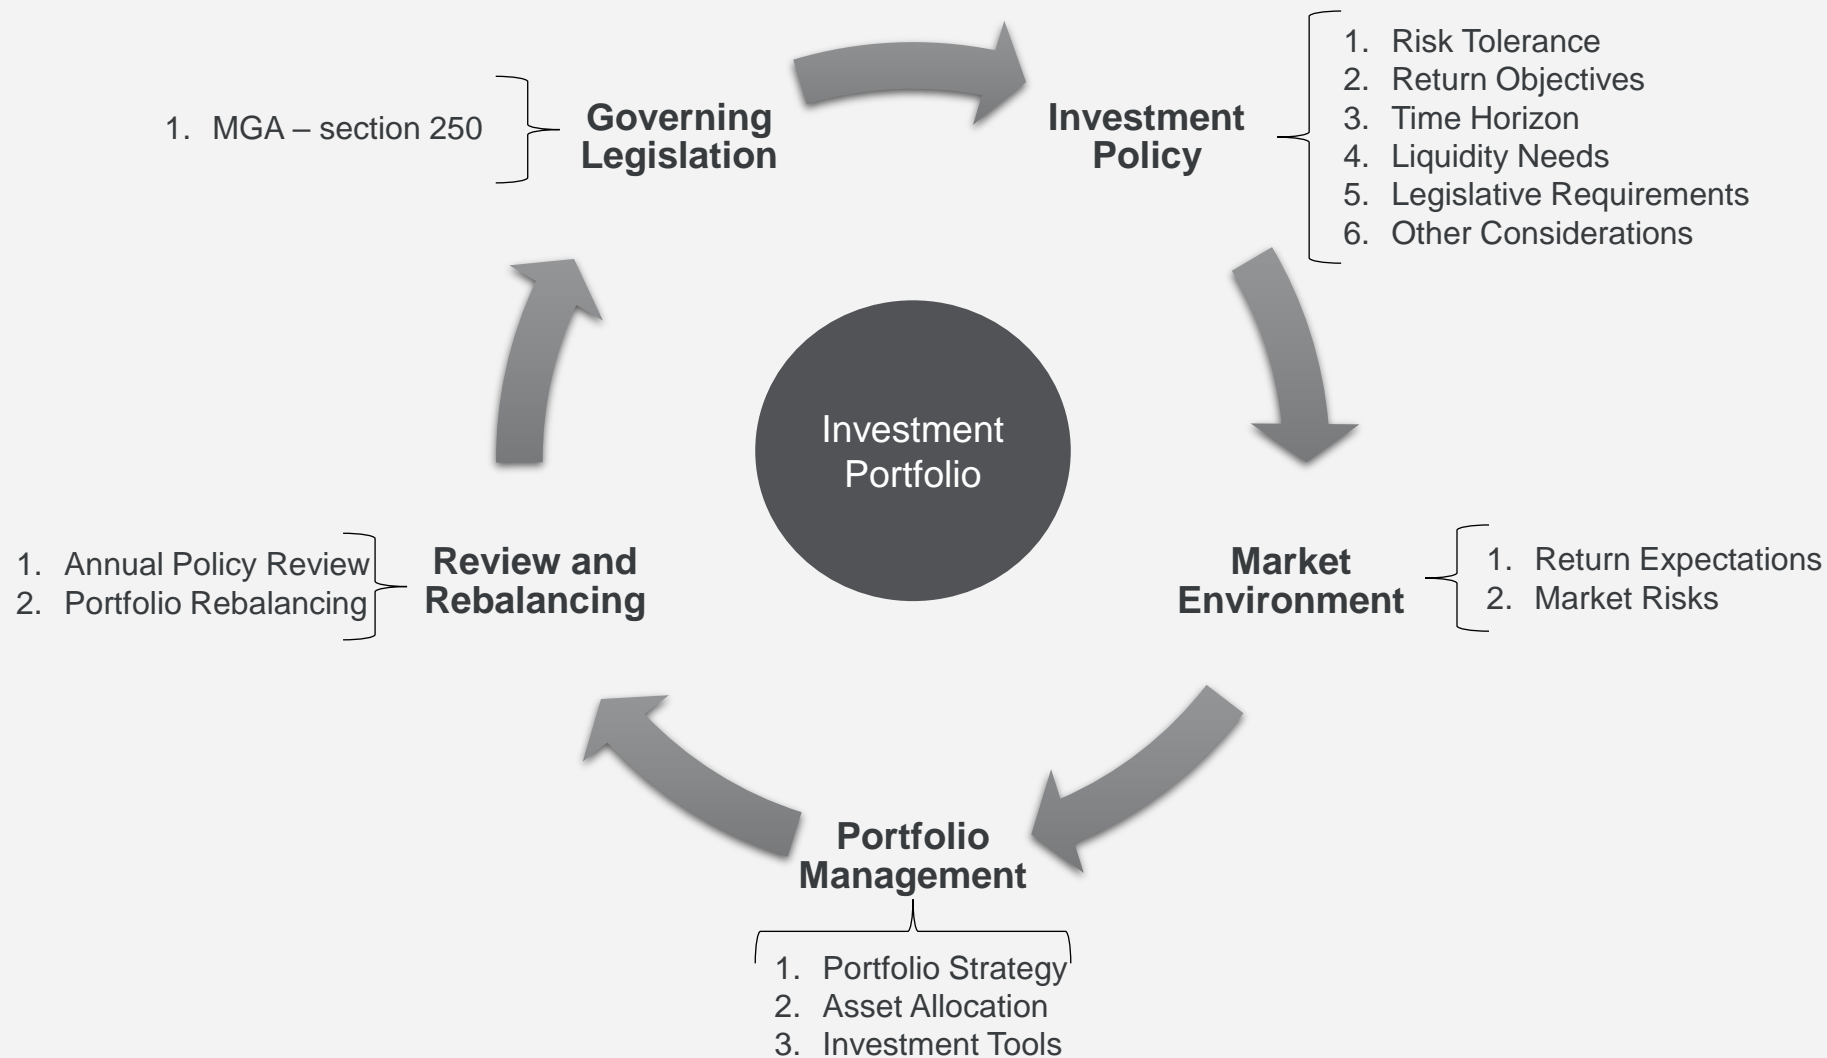 1. MGA – section 250
Governing
Legislation
Investment
Policy
1. Risk Tolerance
2. Return Objectives
3. Time Horizon
4. Liquidity Needs
5. Legislative Requirements
6. Other Considerations
Investment
Portfolio
1. Annual Policy Review
2. Portfolio Rebalancing
Review and
Rebalancing
Market
Environment
1. Return Expectations
2. Market Risks
Portfolio
Management
1. Portfolio Strategy
2. Asset Allocation
3. Investment Tools